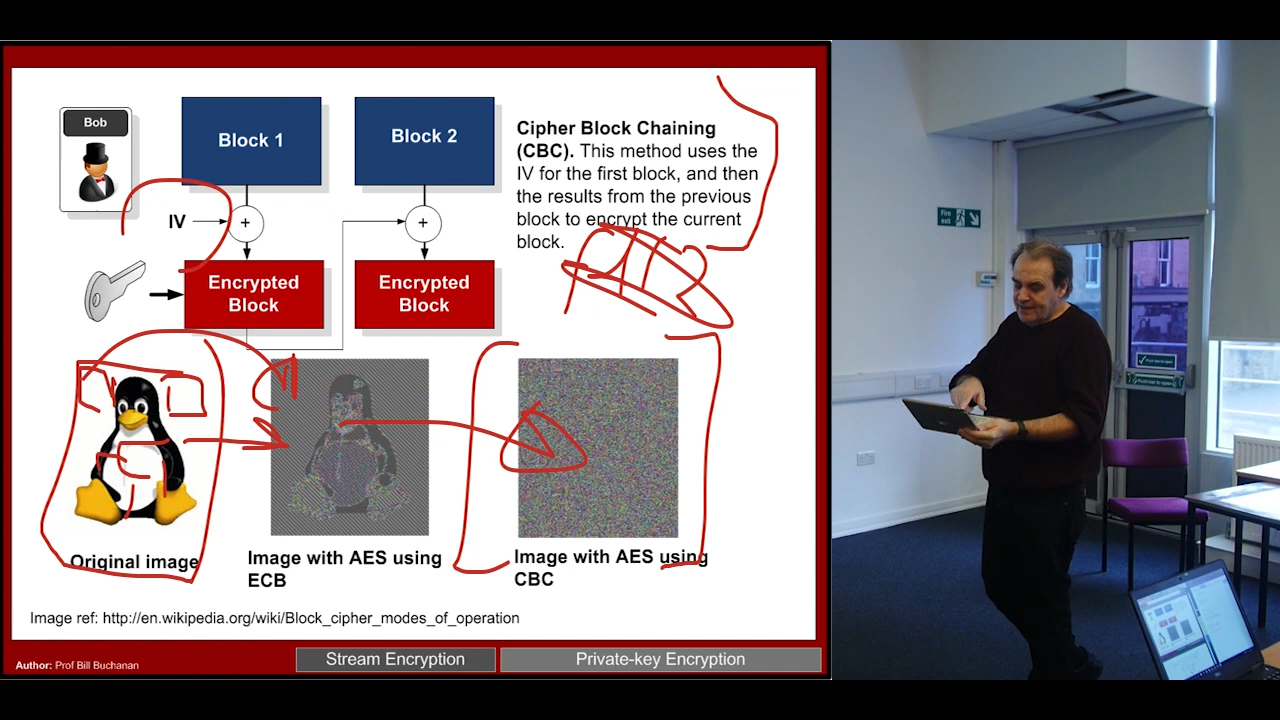 Bob
Block 1
Block 2
IV
+
+
Encrypted
Block
Encrypted
Block
Cipher Block Chaining
(CBC). This method uses the
IV for the first block, and then
the results from the previous
block to encrypt the current
block.
Original image
Image with AES using
ECB
Image with AES using
CBC
Image ref: http://en.wikipedia.org/wiki/Block_cipher_modes_of_operation
Author: Prof Bill Buchanan
Stream Encryption
Private-key Encryption
Fire
exit